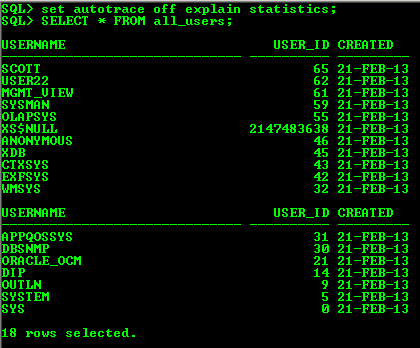 SQL> set autotrace off explain statistics;
SQL> SELECT * FROM all_users;
USERNAME USER_ID CREATED
------------------------------ ---------- ---------
SCOTT 65 21-FEB-13
USER22 62 21-FEB-13
MGMT_VIEW 61 21-FEB-13
SYSMAN 59 21-FEB-13
OLAPSYS 55 21-FEB-13
XS$NULL 2147483638 21-FEB-13
ANONYMOUS 46 21-FEB-13
XDB 45 21-FEB-13
CTXSYS 43 21-FEB-13
EXFSYS 42 21-FEB-13
WMSYS 32 21-FEB-13
USERNAME USER_ID CREATED
------------------------------ ---------- ---------
APPQOSSYS 31 21-FEB-13
DBSNMP 30 21-FEB-13
ORACLE_OCM 21 21-FEB-13
DIP 14 21-FEB-13
OUTLN 9 21-FEB-13
SYSTEM 5 21-FEB-13
SYS 0 21-FEB-13
18 rows selected.